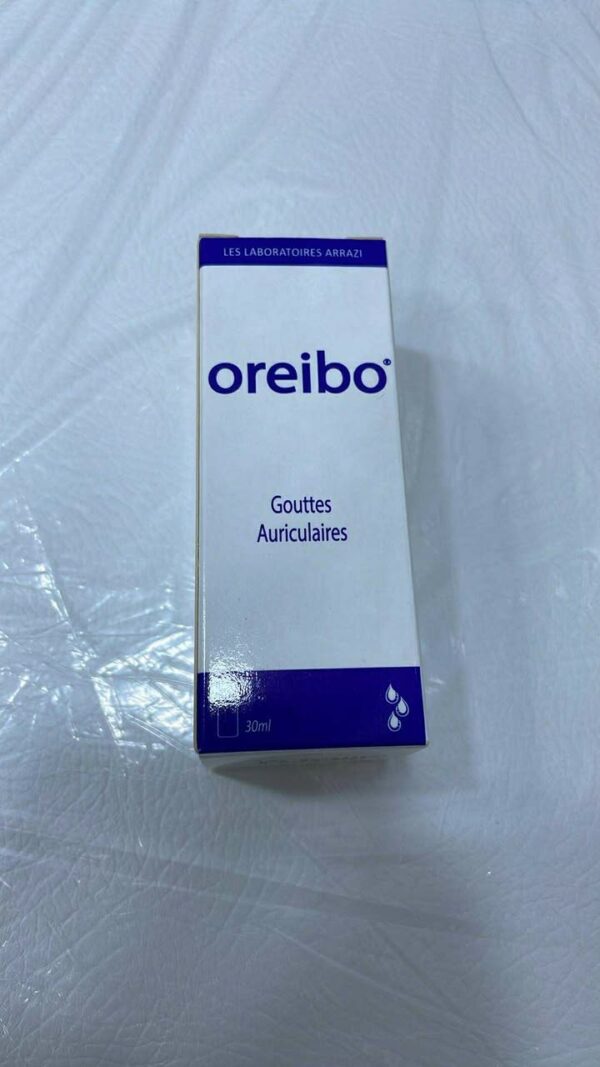 LES LABORATOIRES ARRAZI
oreibo®
Gouttes
Auriculaires
30ml